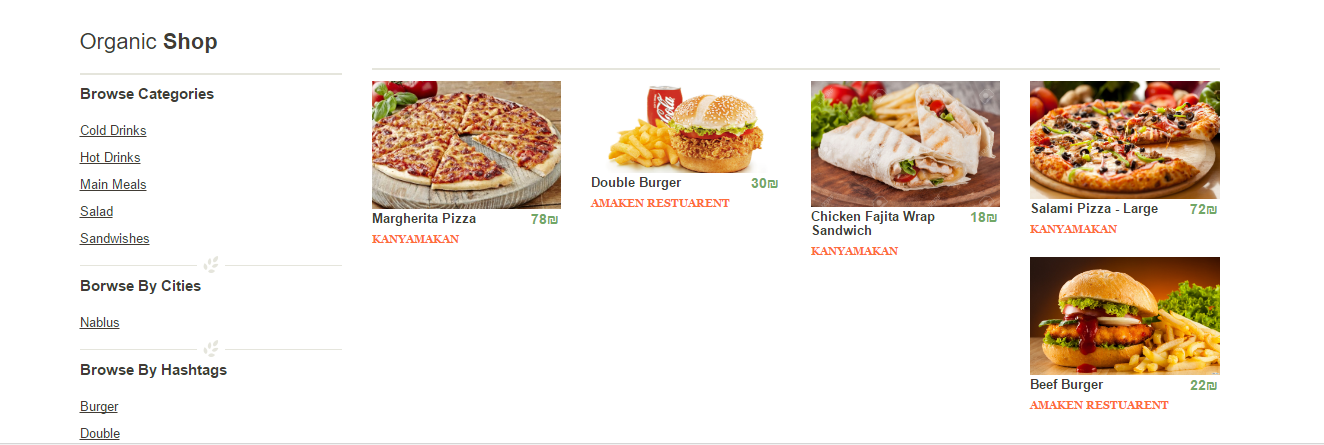 Organic Shop
Browse Categories
Cold Drinks
Hot Drinks
Main Meals
Salad
Sandwishes
Borwse By Cities
Nablus
Browse By Hashtags
Burger
Double
Margherita Pizza 78₪
KANYAMAKAN
Double Burger 30₪
AMAKEN RESTUARENT
Chicken Fajita Wrap
Sandwich 18₪
KANYAMAKAN
Salami Pizza - Large 72₪
KANYAMAKAN
Beef Burger 22₪
AMAKEN RESTUARENT